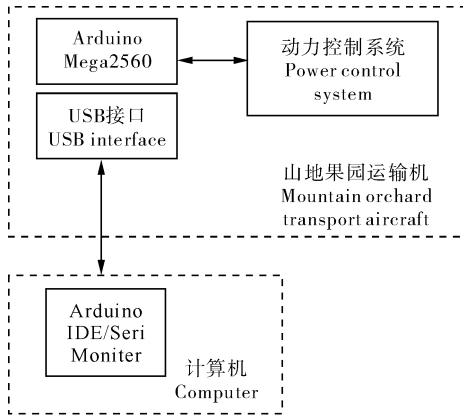 Arduino
Mega2560
动力控制系统
Power control
system
USB接口
USB interface
山地果园运输机
Mountain orchard
transport aircraft
Arduino
IDE/Seri
Moniter
计算机
Computer